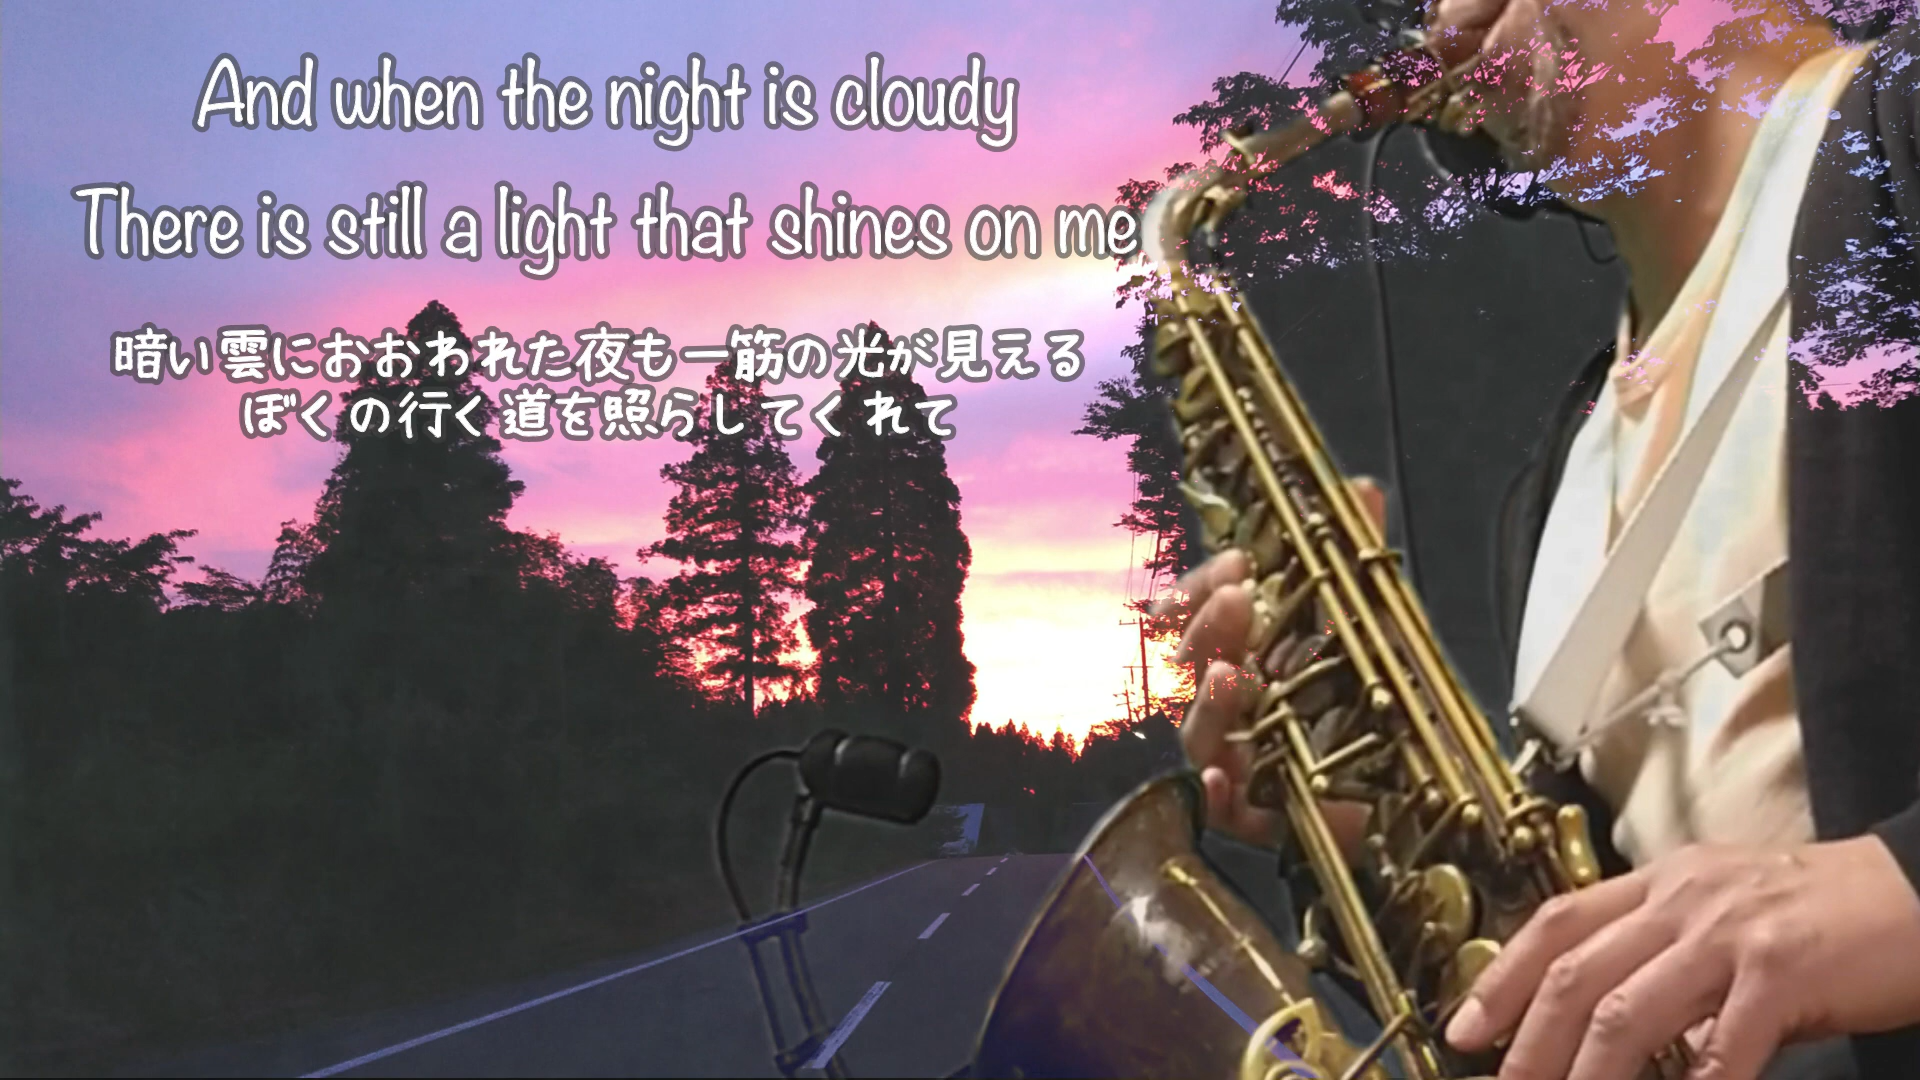 And when the night is cloudy
There is still a light that shines on me
暗い雲におおわれた夜も一筋の光が見える
ぼくの行く道を照らしてくれて